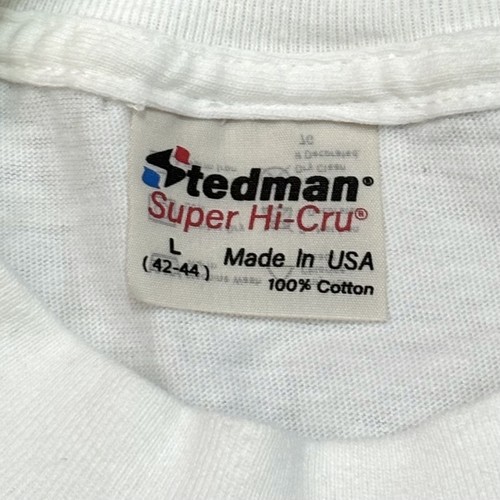 Stedman®
Super Hi-Cru®
L Made In USA
(42-44) 100% Cotton